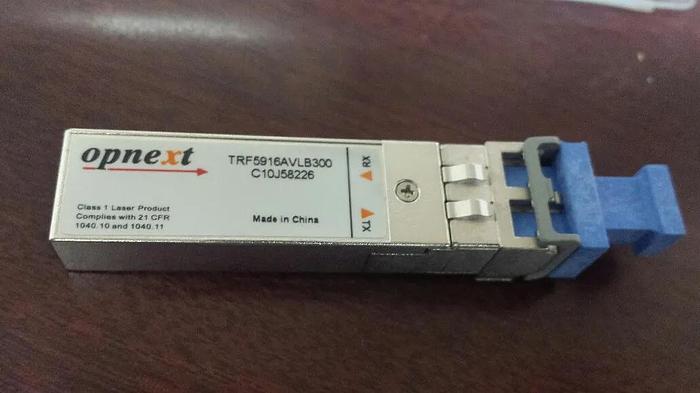 opnext
TRF5916AVLB300
C10J58226
Class 1 Laser Product
Complies with 21 CFR
1040.10 and 1040.11
Made in China
RX
TX